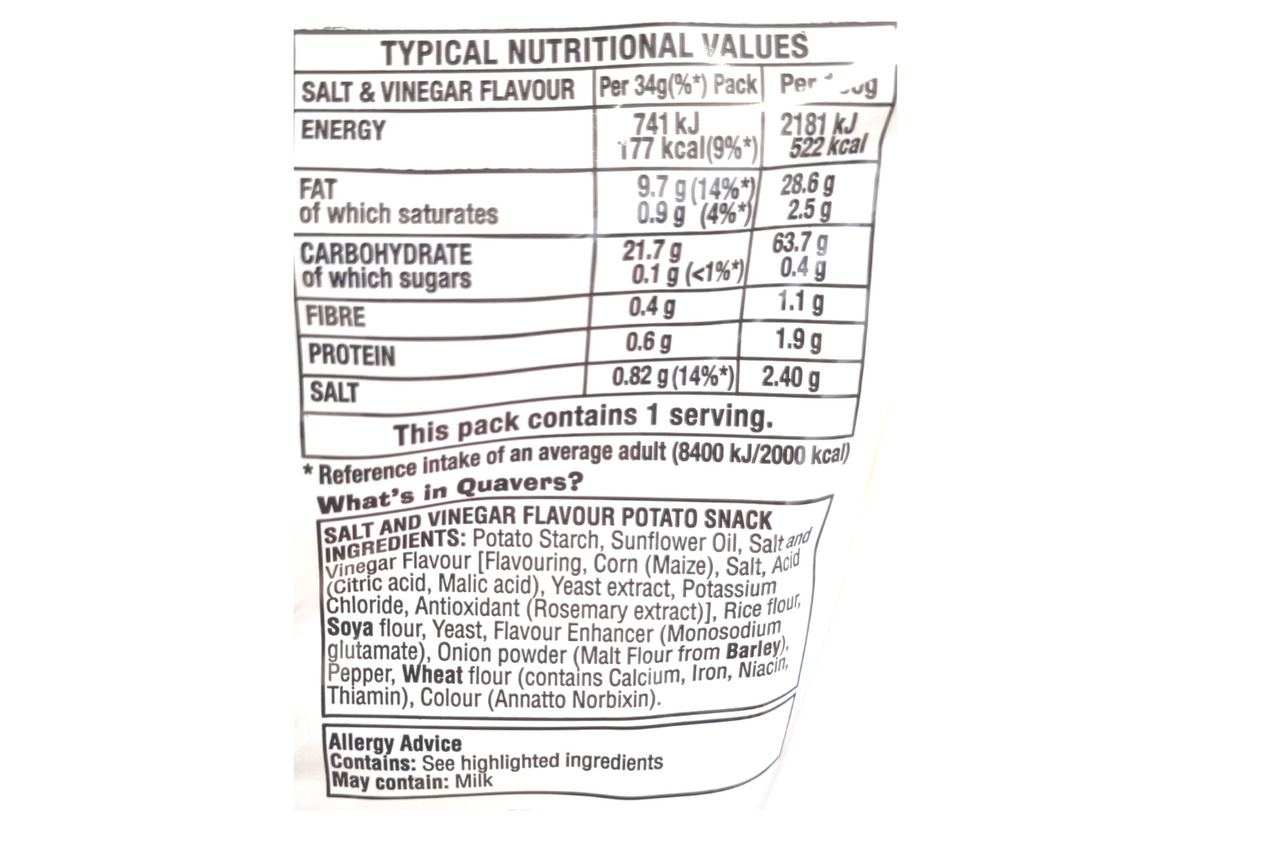 TYPICAL NUTRITIONAL VALUES
SALT & VINEGAR FLAVOUR Per 34g(%*) Pack Per
ENERGY 741 kJ 2181 kJ
177 kcal(9%*) 522 kcal
FAT 9.7 g (14%*) 28.6 g
of which saturates 0.9 g (4%*) 2.5 g
CARBOHYDRATE 21.7 g 63.7 g
of which sugars 0.1 g (<1%*) 0.4 g
FIBRE 0.4 g 1.1 g
PROTEIN 0.6 g 1.9 g
SALT 0.82 g (14%*) 2.40 g
This pack contains 1 serving.
* Reference intake of an average adult (8400 kJ/2000 kcal)
What's in Quavers?
SALT AND VINEGAR FLAVOUR POTATO SNACK
INGREDIENTS: Potato Starch, Sunflower Oil, Salt and
Vinegar Flavour [Flavouring, Corn (Maize), Salt, Acid
(Citric acid, Malic acid), Yeast extract, Potassium
Chloride, Antioxidant (Rosemary extract)], Rice flour,
Soya flour, Yeast, Flavour Enhancer (Monosodium
glutamate), Onion powder (Malt Flour from Barley),
Pepper, Wheat flour (contains Calcium, Iron, Niacin,
Thiamin), Colour (Annatto Norbixin).
Allergy Advice
Contains: See highlighted ingredients
May contain: Milk